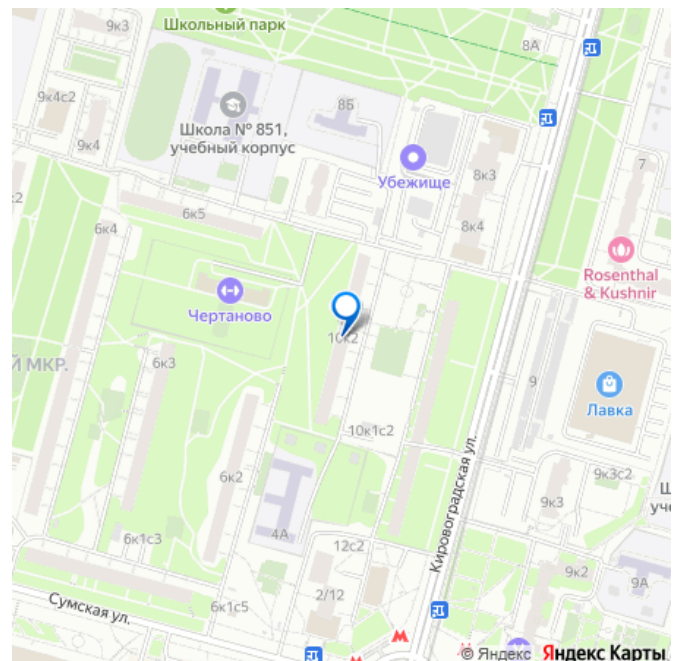 9к3
Школьный парк
8А
9к4с2
8Б
Школа № 851,
учебный корпус
9к4
Убежище
7
8к3
6к5
8к4
6к4
Rosenthal
& Kushnir
Чертаново
10к2
6к3
Й МКР.
9
Лавка
10к1с2
6к2
9к3с2
9к3
Кировоградская ул.
4А
12с2
6к1с3
9к2
9А
2/12
6к1с5
Сумская ул.
© Яндекс Яндекс Карты